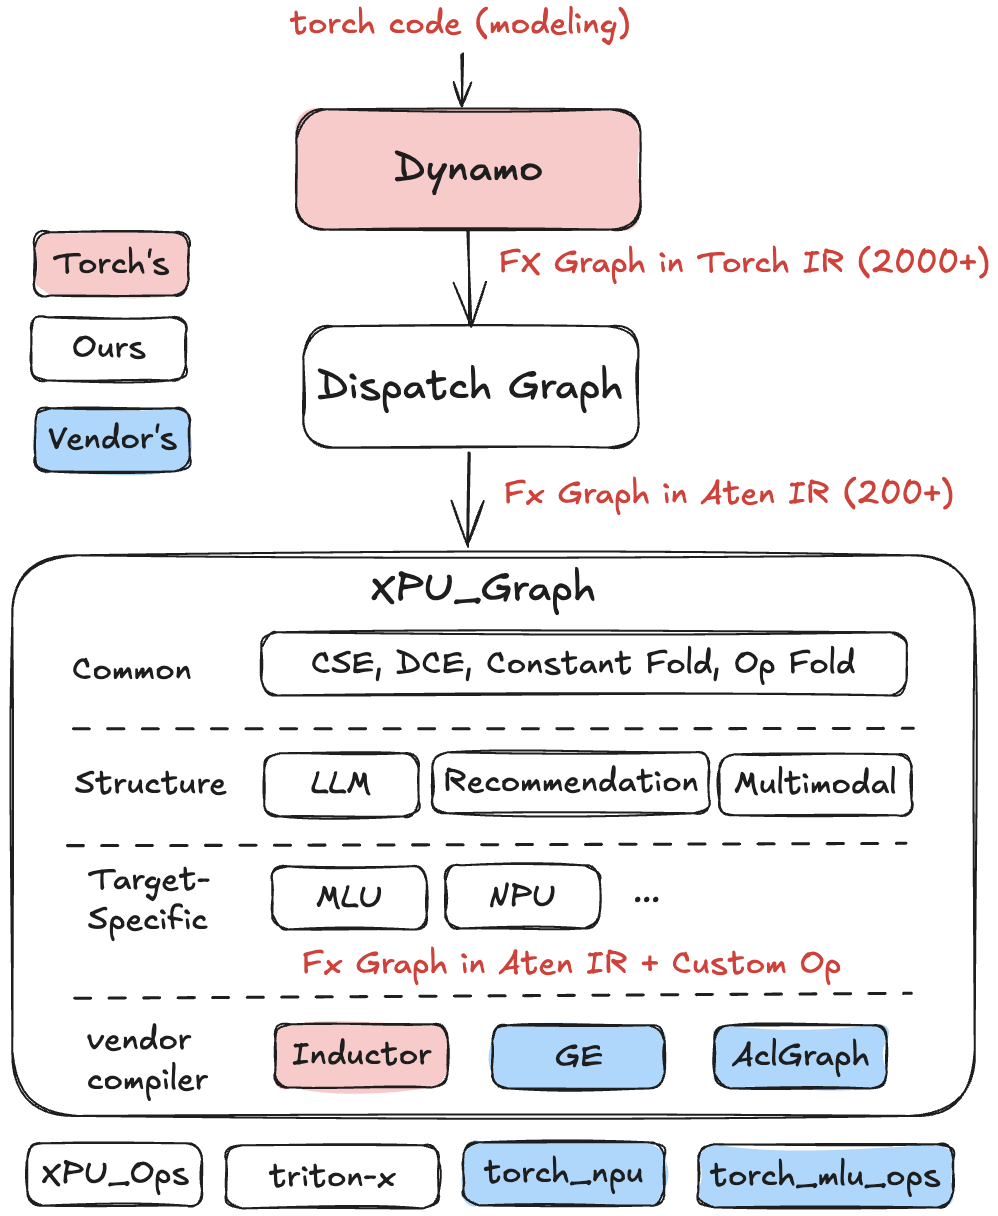 torch code (modeling)
Dynamo
FX Graph in Torch IR (2000+)
Torch's
Ours
Vendor's
Dispatch Graph
Fx Graph in Aten IR (200+)
XPU_Graph
Common
CSE, DCE, Constant Fold, Op Fold
Structure
LLM
Recommendation
Multimodal
Target-
Specific
MLU
NPU
...
Fx Graph in Aten IR + Custom Op
vendor
compiler
Inductor
GE
AclGraph
XPU_Ops
triton-x
torch_npu
torch_mlu_ops